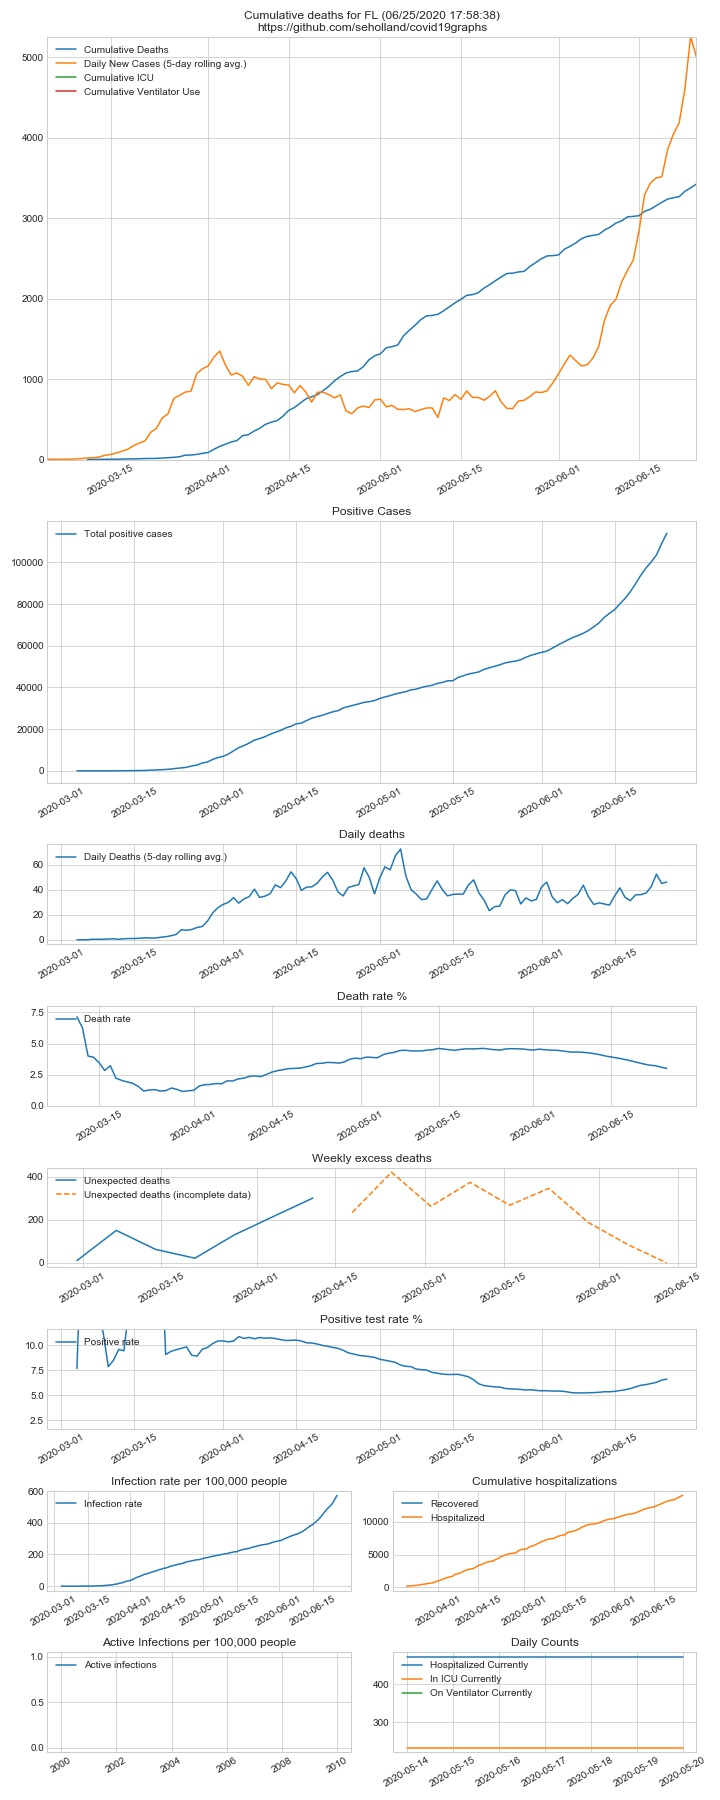 Cumulative deaths for FL (06/25/2020 17:58:38)
https://github.com/seholland/covid19graphs
Cumulative Deaths
Daily New Cases (5-day rolling avg.)
Cumulative ICU
Cumulative Ventilator Use
5000
4000
3000
2000
1000
0
2020-03-15 2020-04-01 2020-04-15 2020-05-01 2020-05-15 2020-06-01 2020-06-15
Positive Cases
Total positive cases
100000
80000
60000
40000
20000
0
2020-03-01 2020-03-15 2020-04-01 2020-04-15 2020-05-01 2020-05-15 2020-06-01 2020-06-15
Daily deaths
Daily Deaths (5-day rolling avg.)
60
40
20
0
2020-03-01 2020-03-15 2020-04-01 2020-04-15 2020-05-01 2020-05-15 2020-06-01 2020-06-15
Death rate %
Death rate
7.5
5.0
2.5
0.0
2020-03-15 2020-04-01 2020-04-15 2020-05-01 2020-05-15 2020-06-01 2020-06-15
Weekly excess deaths
Unexpected deaths
Unexpected deaths (incomplete data)
400
200
0
2020-03-01 2020-03-15 2020-04-01 2020-04-15 2020-05-01 2020-05-15 2020-06-01 2020-06-15
Positive test rate %
Positive rate
10.0
7.5
5.0
2.5
2020-03-01 2020-03-15 2020-04-01 2020-04-15 2020-05-01 2020-05-15 2020-06-01 2020-06-15
Infection rate per 100,000 people
Infection rate
600
400
200
0
2020-03-01 2020-03-15 2020-04-01 2020-04-15 2020-05-01 2020-05-15 2020-06-01 2020-06-15
Cumulative hospitalizations
Recovered
Hospitalized
10000
5000
0
2020-04-01 2020-04-15 2020-05-01 2020-05-15 2020-06-01 2020-06-15
Active Infections per 100,000 people
Active infections
1.0
0.5
0.0
2000 2002 2004 2006 2008 2010
Daily Counts
Hospitalized Currently
In ICU Currently
On Ventilator Currently
400
300
2020-05-14 2020-05-15 2020-05-16 2020-05-17 2020-05-18 2020-05-19 2020-05-20